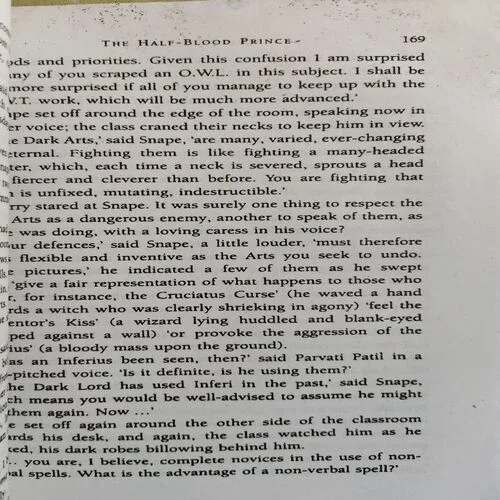 THE HALF-BLOOD PRINCE 169
ods and priorities. Given this confusion I am surprised
any of you scraped an O.W.L. in this subject. I shall be
more surprised if all of you manage to keep up with the
.T. work, which will be much more advanced.'
ape set off around the edge of the room, speaking now in
er voice; the class craned their necks to keep him in view.
e Dark Arts,' said Snape, 'are many, varied, ever-changing
eternal. Fighting them is like fighting a many-headed
ter, which, each time a neck is severed, sprouts a head
fiercer and cleverer than before. You are fighting that
h is unfixed, mutating, indestructible.'
rry stared at Snape. It was surely one thing to respect the
Arts as a dangerous enemy, another to speak of them, as
e was doing, with a loving caress in his voice?
our defences,' said Snape, a little louder, 'must therefore
s flexible and inventive as the Arts you seek to undo.
e pictures,' he indicated a few of them as he swept
'give a fair representation of what happens to those who
r, for instance, the Cruciatus Curse' (he waved a hand
ards a witch who was clearly shrieking in agony) 'feel the
entor's Kiss' (a wizard lying huddled and blank-eyed
ped against a wall) 'or provoke the aggression of the
ius' (a bloody mass upon the ground).
as an Inferius been seen, then?' said Parvati Patil in a
-pitched voice. 'Is it definite, is he using them?'
he Dark Lord has used Inferi in the past,' said Snape,
ch means you would be well-advised to assume he might
them again. Now ...'
e set off again around the other side of the classroom
ards his desk, and again, the class watched him as he
ked, his dark robes billowing behind him.
'... you are, I believe, complete novices in the use of non-
bal spells. What is the advantage of a non-verbal spell?'